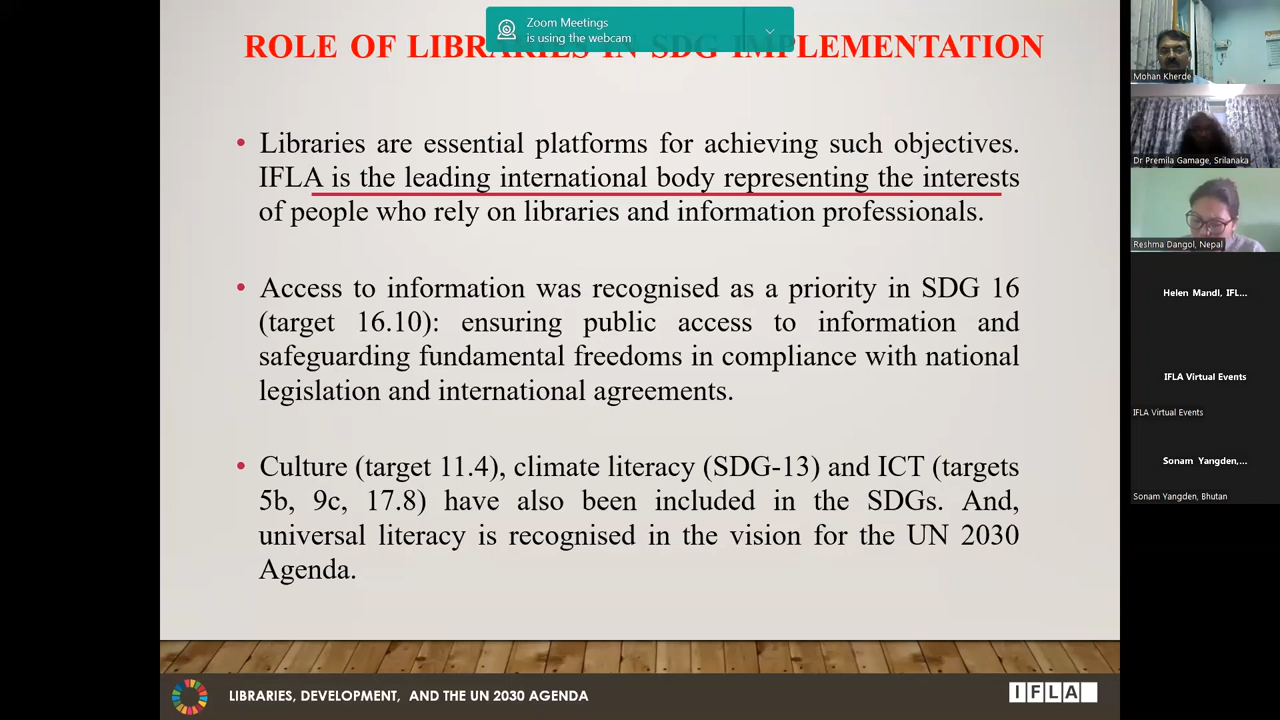 Zoom Meetings
is using the webcam
ROLE OF LIBRARIES IN SDG IMPLEMENTATION
• Libraries are essential platforms for achieving such objectives.
IFLA is the leading international body representing the interests
of people who rely on libraries and information professionals.
• Access to information was recognised as a priority in SDG 16
(target 16.10): ensuring public access to information and
safeguarding fundamental freedoms in compliance with national
legislation and international agreements.
• Culture (target 11.4), climate literacy (SDG-13) and ICT (targets
5b, 9c, 17.8) have also been included in the SDGs. And,
universal literacy is recognised in the vision for the UN 2030
Agenda.
LIBRARIES, DEVELOPMENT, AND THE UN 2030 AGENDA
IFLA
Mohan Kherde
Dr Premila Gamage, Srilanaka
Reshma Dangol, Nepal
Helen Mandl, IFL...
IFLA Virtual Events
IFLA Virtual Events
Sonam Yangden,...
Sonam Yangden, Bhutan